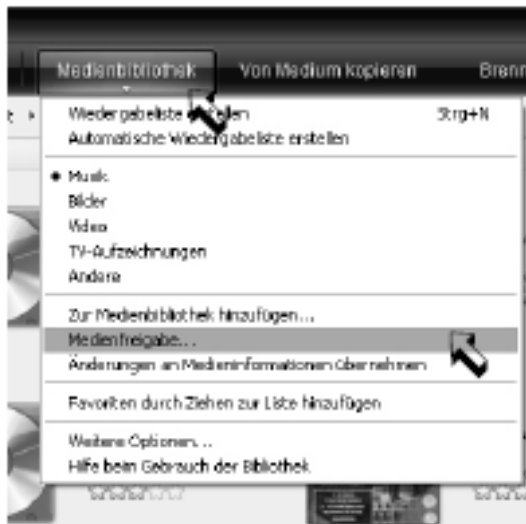 Medienbibliothek Von Medium kopieren Brenn
Wiedergabeliste erstellen Strg+N
Automatische Wiedergabeliste erstellen
Musik
Bilder
Video
TV-Aufzeichnungen
Andere
Zur Medienbibliothek hinzufügen...
Medienfreigabe...
Änderungen an Medieninformationen übernehmen
Favoriten durch Ziehen zur Liste hinzufügen
Weitere Optionen...
Hilfe beim Gebrauch der Bibliothek